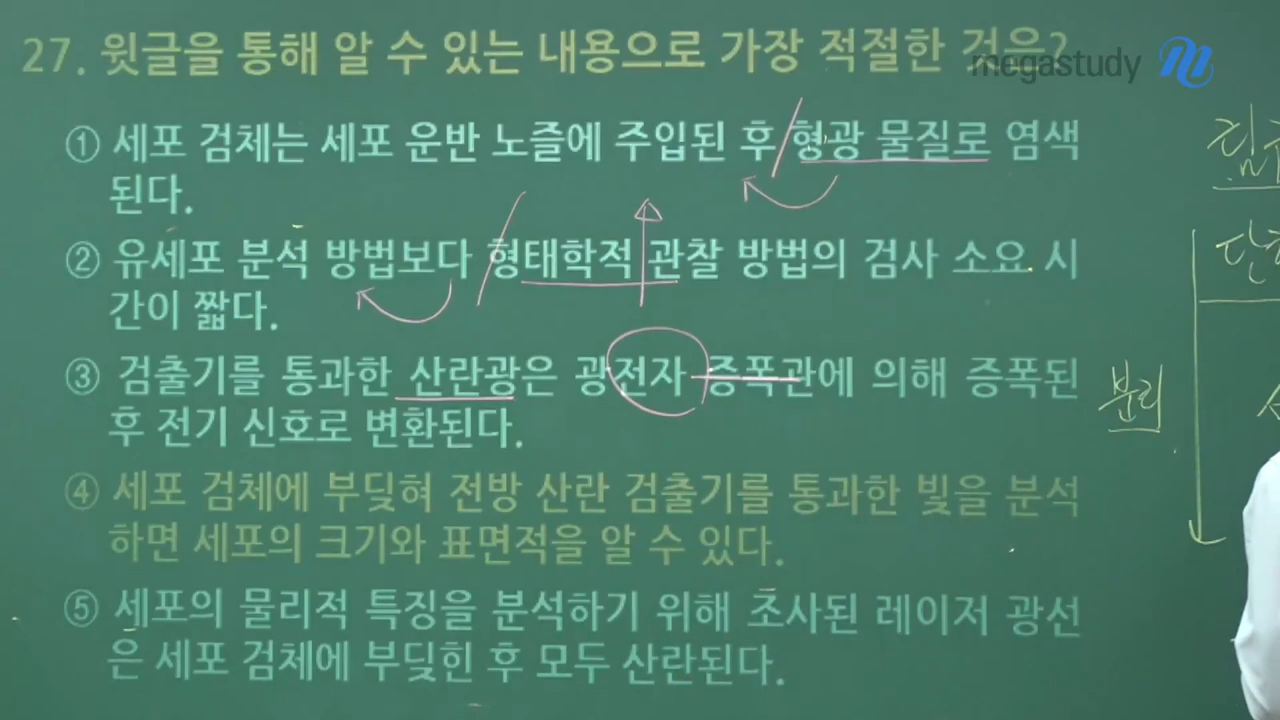 27. 윗글을 통해 알 수 있는 내용으로 가장 적절한 것은?
megastudy
① 세포 검체는 세포 운반 노즐에 주입된 후 형광 물질로 염색
된다.
② 유세포 분석 방법보다 형태학적 관찰 방법의 검사 소요 시
간이 짧다.
③ 검출기를 통과한 산란광은 광전자 증폭관에 의해 증폭된
후 전기 신호로 변환된다.
분리
④ 세포 검체에 부딪혀 전방 산란 검출기를 통과한 빛을 분석
하면 세포의 크기와 표면적을 알 수 있다.
⑤ 세포의 물리적 특징을 분석하기 위해 조사된 레이저 광선
은 세포 검체에 부딪힌 후 모두 산란된다.